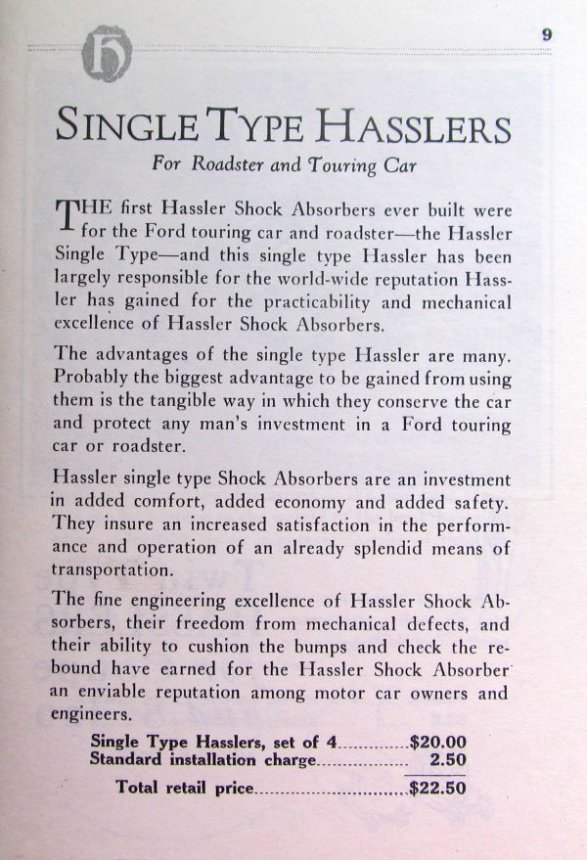 9
H
SINGLE TYPE HASSLERS
For Roadster and Touring Car
THE first Hassler Shock Absorbers ever built were
for the Ford touring car and roadster—the Hassler
Single Type—and this single type Hassler has been
largely responsible for the world-wide reputation Hass-
ler has gained for the practicability and mechanical
excellence of Hassler Shock Absorbers.
The advantages of the single type Hassler are many.
Probably the biggest advantage to be gained from using
them is the tangible way in which they conserve the car
and protect any man's investment in a Ford touring
car or roadster.
Hassler single type Shock Absorbers are an investment
in added comfort, added economy and added safety.
They insure an increased satisfaction in the perform-
ance and operation of an already splendid means of
transportation.
The fine engineering excellence of Hassler Shock Ab-
sorbers, their freedom from mechanical defects, and
their ability to cushion the bumps and check the re-
bound have earned for the Hassler Shock Absorber
an enviable reputation among motor car owners and
engineers.
Single Type Hasslers, set of 4.............$20.00
Standard installation charge................. 2.50
Total retail price.............................$22.50